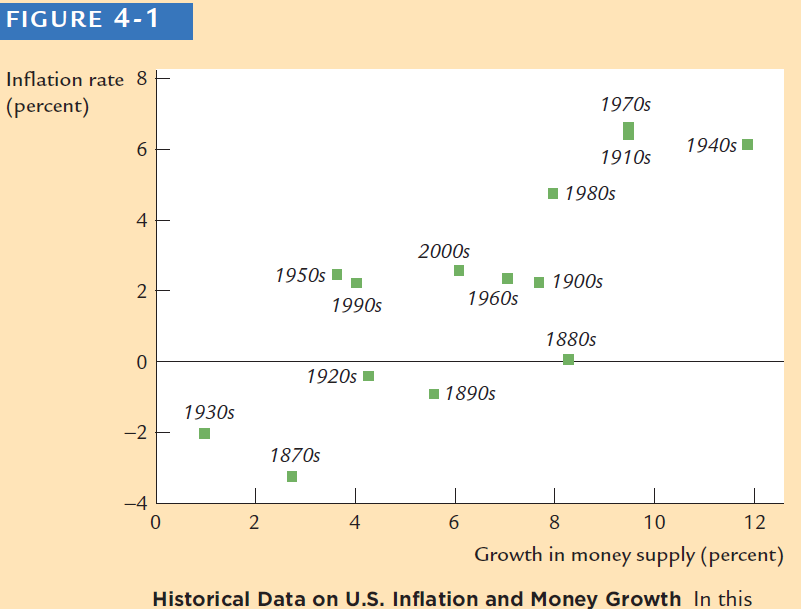 FIGURE 4-1
Inflation rate
(percent)
8
6
4
2
0
−2
−4
1970s
1910s
1940s
1980s
2000s
1950s
1990s
1960s
1900s
1880s
1920s
1890s
1930s
1870s
0 2 4 6 8 10 12
Growth in money supply (percent)
Historical Data on U.S. Inflation and Money Growth In this